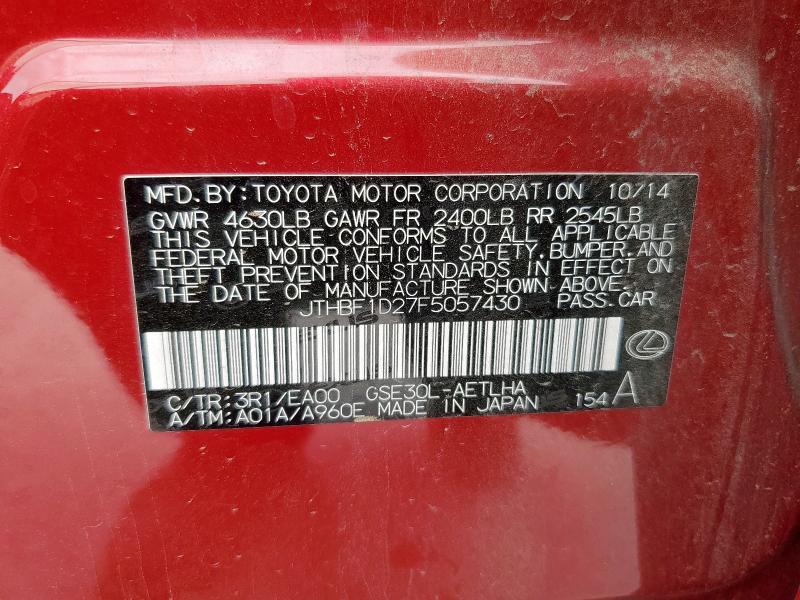 MFD. BY: TOYOTA MOTOR CORPORATION 10/14
GVWR 4630LB GAWR FR 2400LB RR 2545LB
THIS VEHICLE CONFORMS TO ALL APPLICABLE
FEDERAL MOTOR VEHICLE SAFETY, BUMPER, AND
THEFT PREVENTION STANDARDS IN EFFECT ON
THE DATE OF MANUFACTURE SHOWN ABOVE.
JTHBF1D27F5057430 PASS. CAR
C/TR: 3R1/EA00 GSE30L-AETLHA
A/TM: A01A/A960E MADE IN JAPAN 154 A